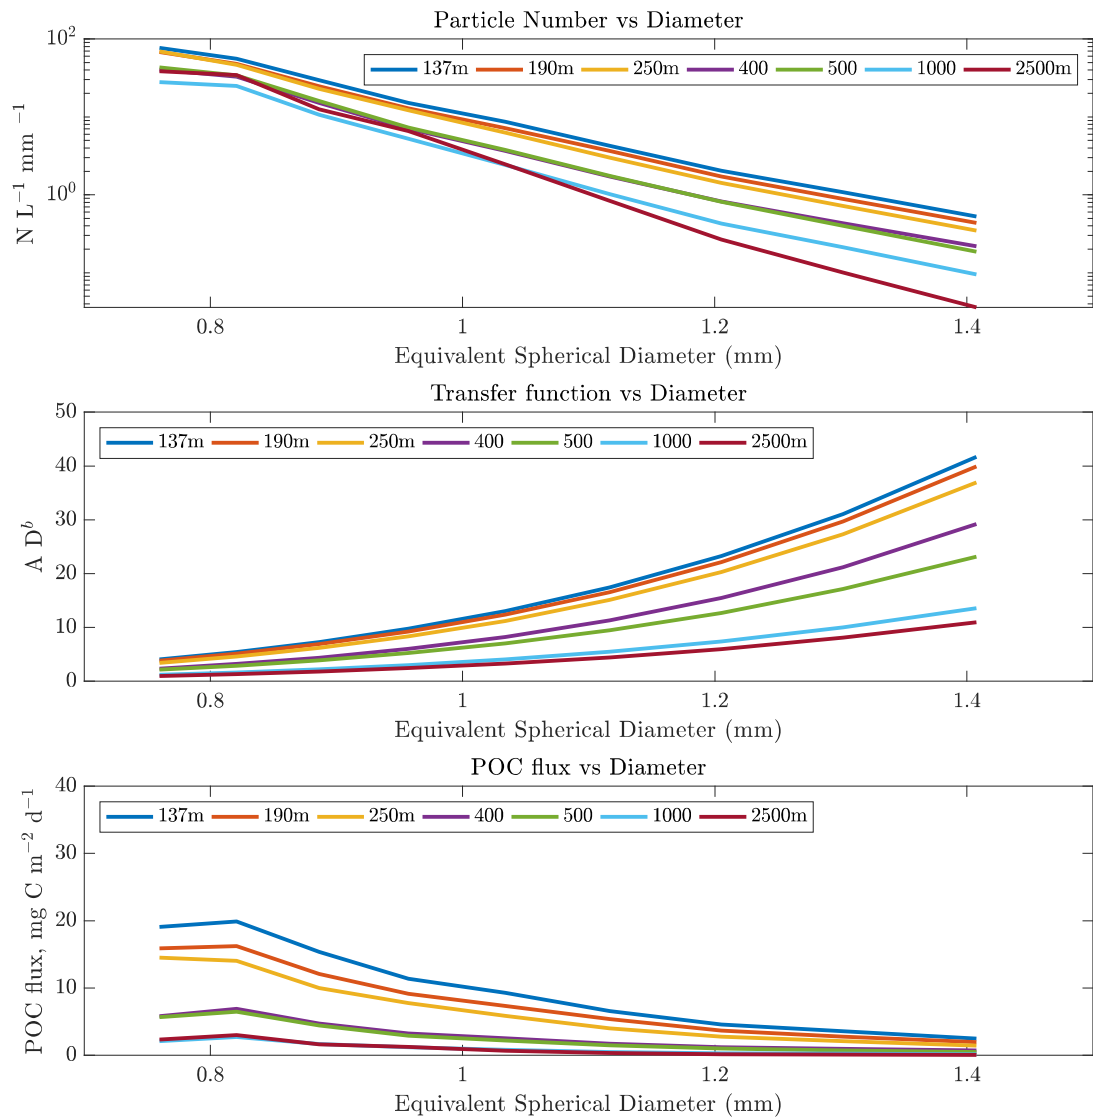 Particle Number vs Diameter
10² 10⁰
N L⁻¹ mm ⁻¹
137m 190m 250m 400 500 1000 2500m
0.8 1 1.2 1.4
Equivalent Spherical Diameter (mm)
Transfer function vs Diameter
50 40 30 20 10 0
A Dᵇ
137m 190m 250m 400 500 1000 2500m
0.8 1 1.2 1.4
Equivalent Spherical Diameter (mm)
POC flux vs Diameter
40 30 20 10 0
POC flux, mg C m⁻² d⁻¹
137m 190m 250m 400 500 1000 2500m
0.8 1 1.2 1.4
Equivalent Spherical Diameter (mm)